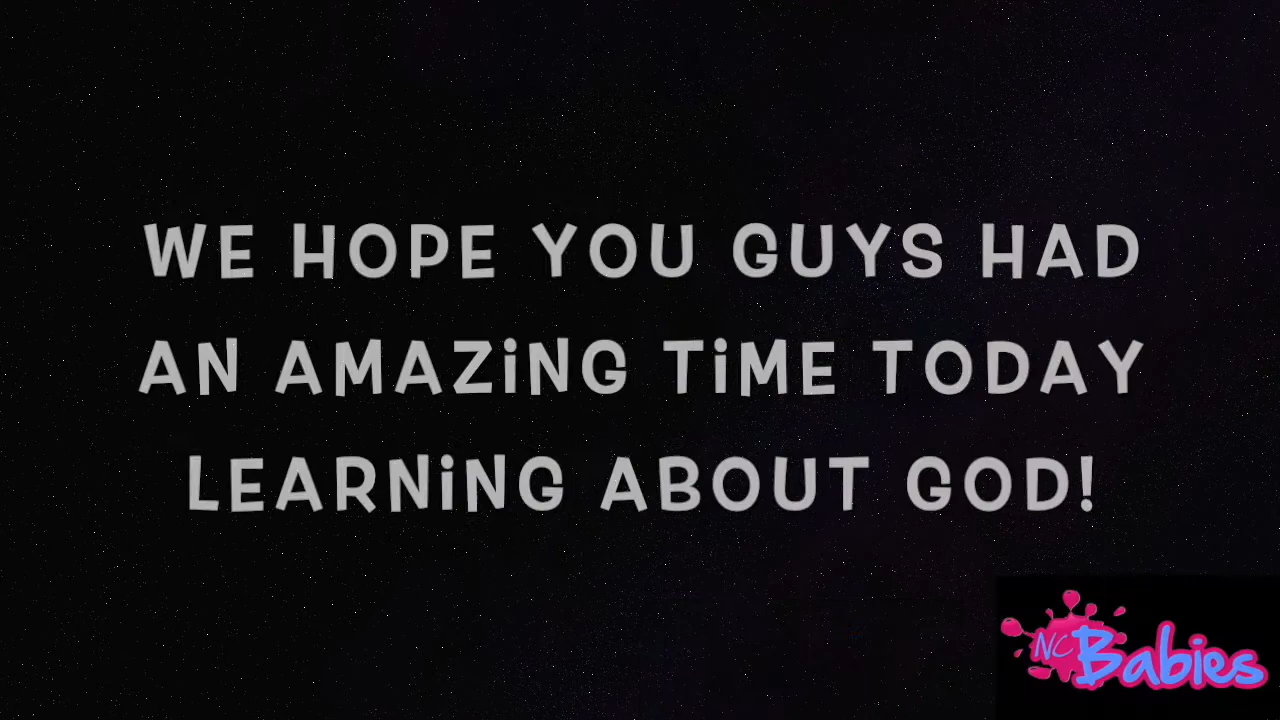 WE HOPE YOU GUYS HAD
AN AMAZiNG TiME TODAY
LEARNiNG ABOUT GOD!
NC Babies